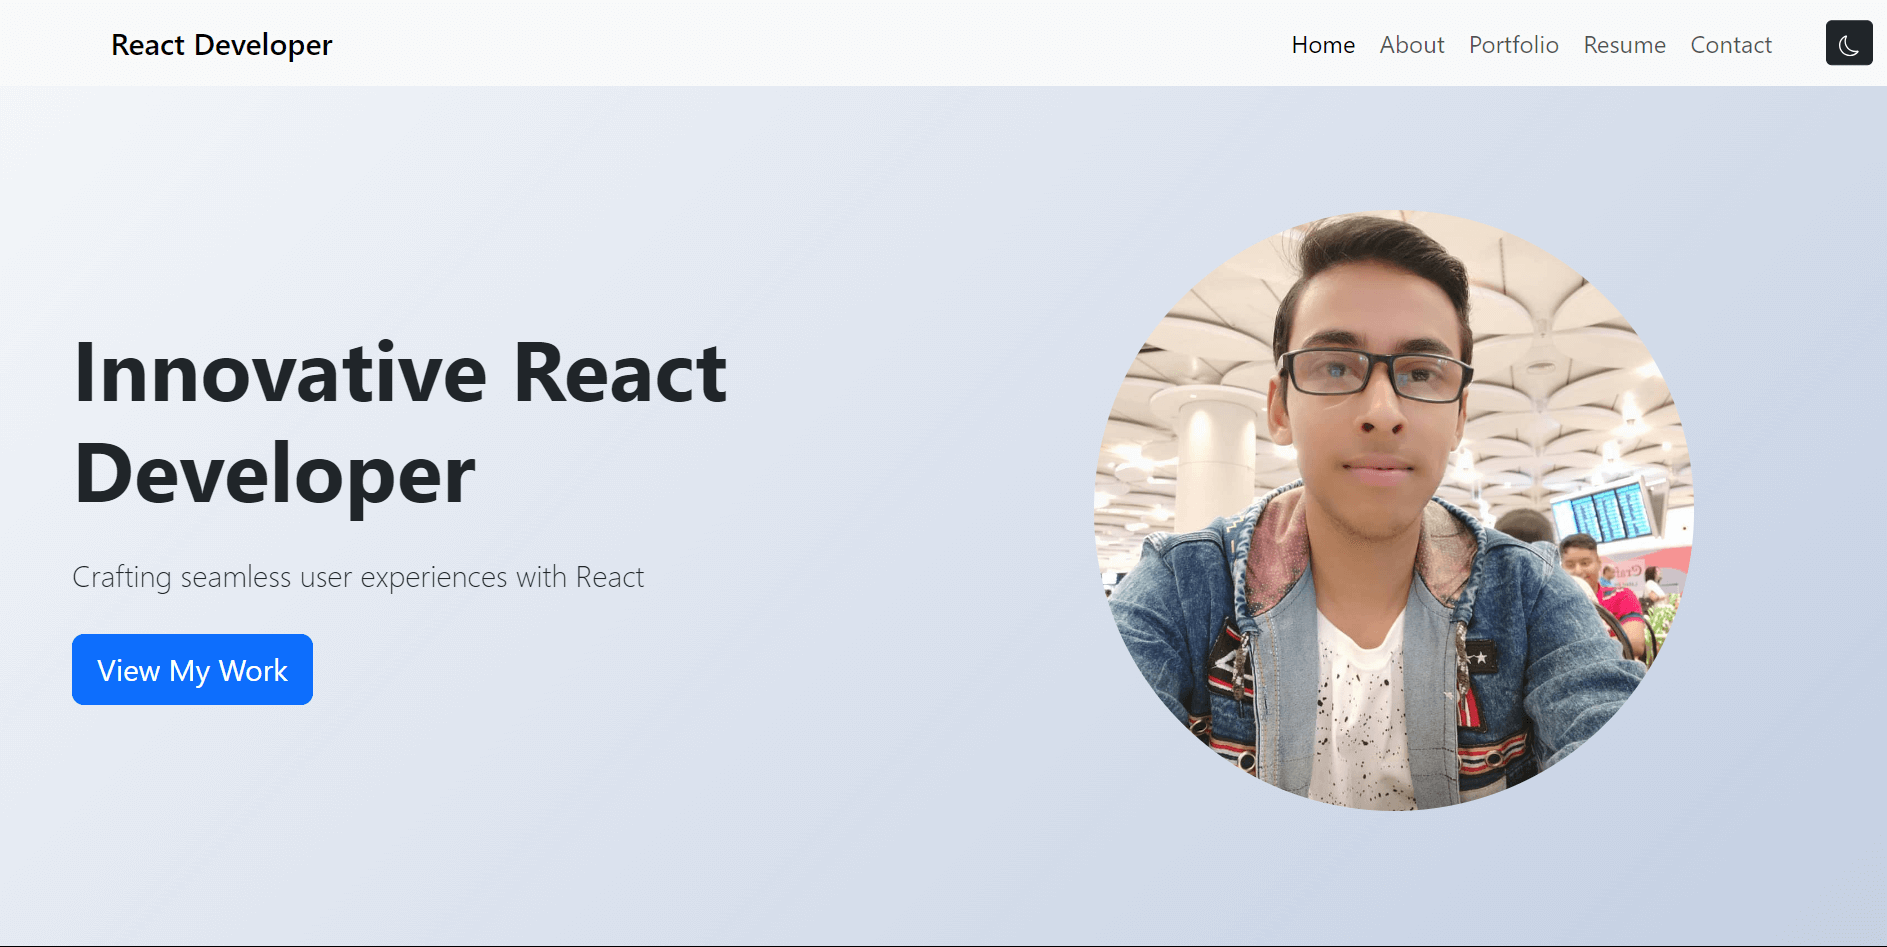 React Developer
Home About Portfolio Resume Contact
Innovative React
Developer
Crafting seamless user experiences with React
View My Work